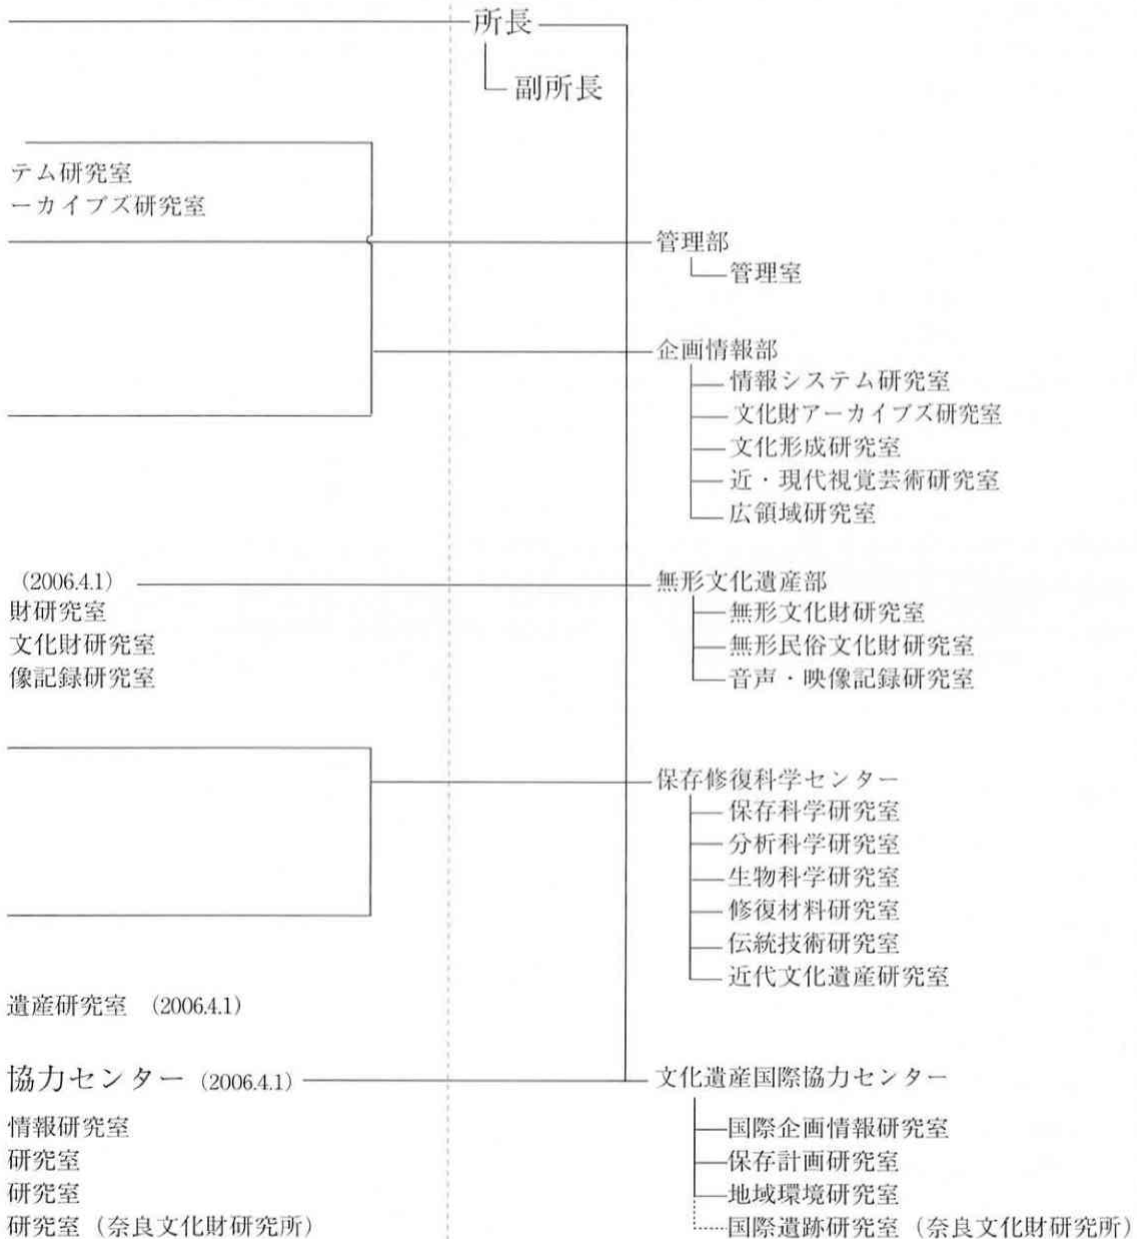 所長
副所長
テム研究室
ーカイブズ研究室
管理部
管理室
企画情報部
情報システム研究室
文化財アーカイブズ研究室
文化形成研究室
近・現代視覚芸術研究室
広領域研究室
(2006.4.1)
財研究室
文化財研究室
像記録研究室
無形文化遺産部
無形文化財研究室
無形民俗文化財研究室
音声・映像記録研究室
保存修復科学センター
保存科学研究室
分析科学研究室
生物科学研究室
修復材料研究室
伝統技術研究室
近代文化遺産研究室
遺産研究室 (2006.4.1)
協力センター (2006.4.1)
情報研究室
研究室
研究室
研究室（奈良文化財研究所）
文化遺産国際協力センター
国際企画情報研究室
保存計画研究室
地域環境研究室
国際遺跡研究室（奈良文化財研究所）